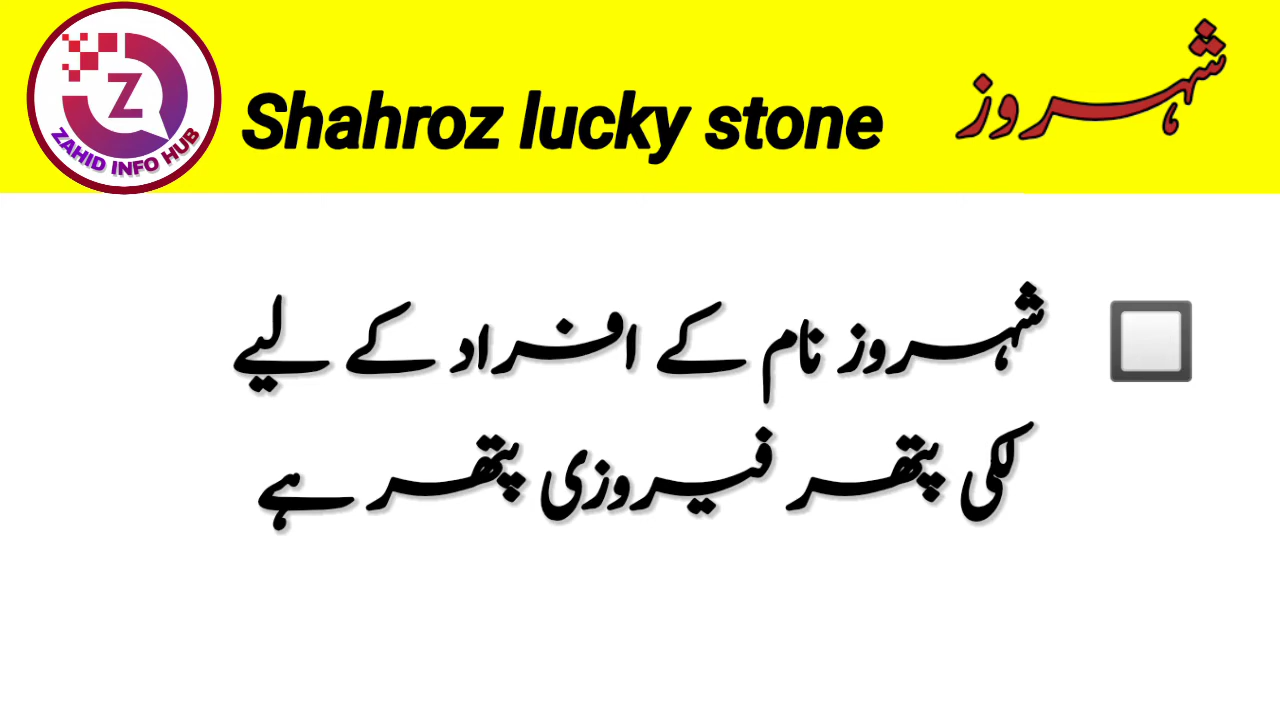 Z
ZAHID INFO HUB
Shahroz lucky stone
شہروز
شہروز نام کے افراد کے لیے
لکی پتھر فیروزی پتھر ہے